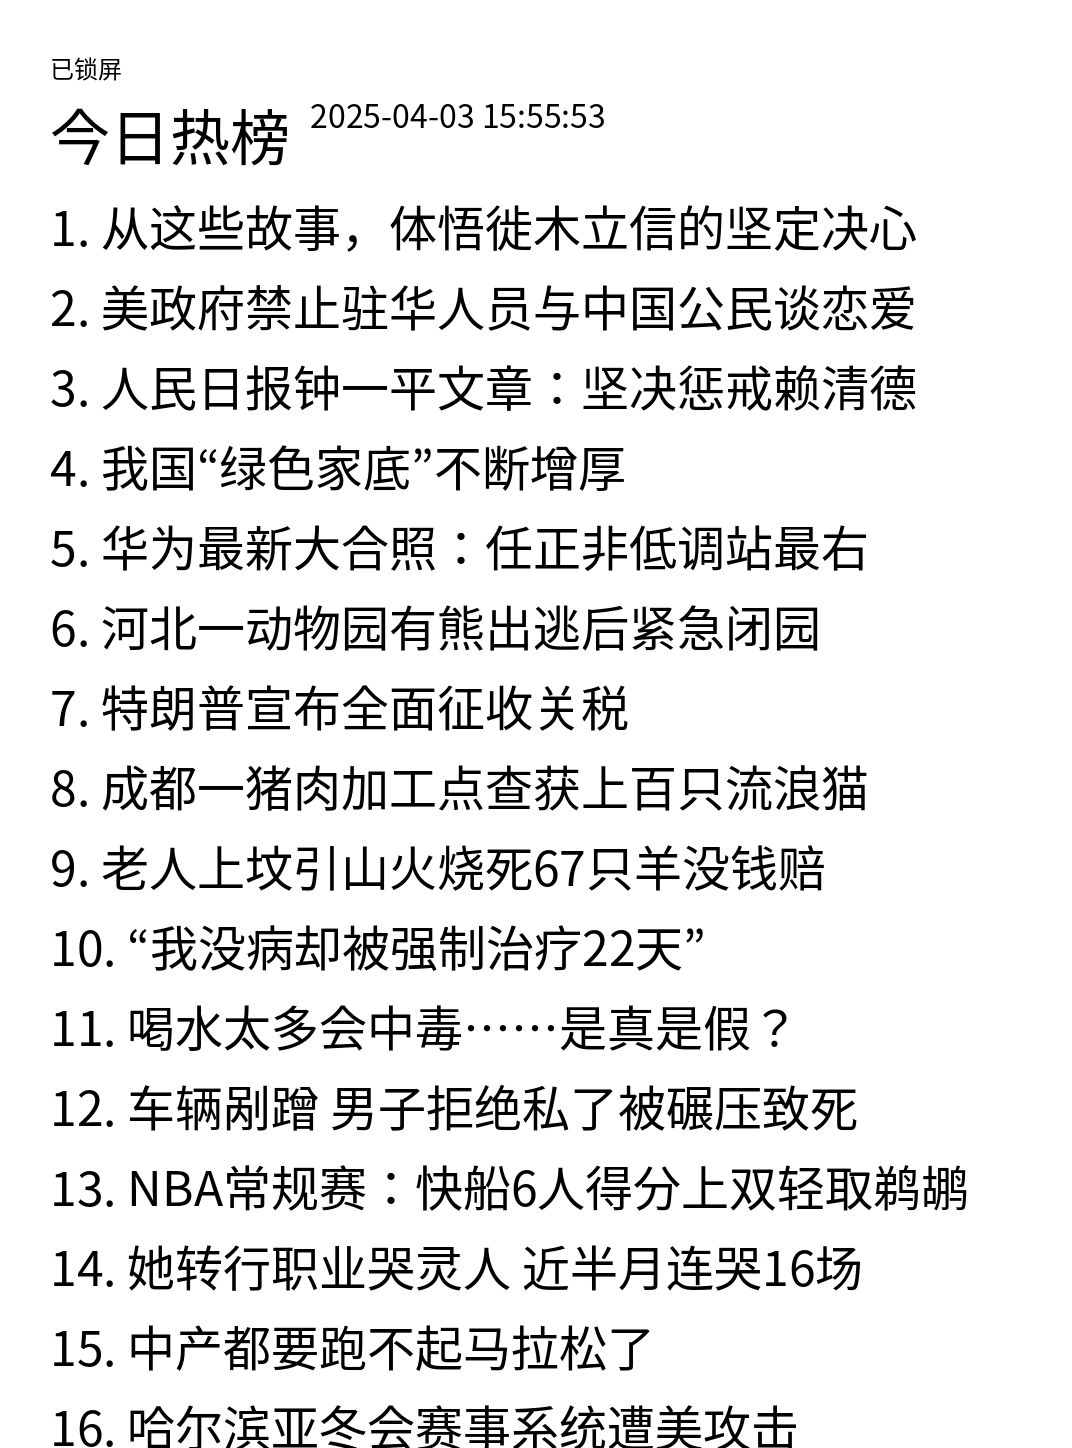 已锁屏
今日热榜 2025-04-03 15:55:53
1. 从这些故事，体悟徙木立信的坚定决心
2. 美政府禁止驻华人员与中国公民谈恋爱
3. 人民日报钟一平文章：坚决惩戒赖清德
4. 我国“绿色家底”不断增厚
5. 华为最新大合照：任正非低调站最右
6. 河北一动物园有熊出逃后紧急闭园
7. 特朗普宣布全面征收关税
8. 成都一猪肉加工点查获上百只流浪猫
9. 老人上坟引山火烧死67只羊没钱赔
10. “我没病却被强制治疗22天”
11. 喝水太多会中毒……是真是假？
12. 车辆剐蹭 男子拒绝私了被碾压致死
13. NBA常规赛：快船6人得分上双轻取鹈鹕
14. 她转行职业哭灵人 近半月连哭16场
15. 中产都要跑不起马拉松了
16. 哈尔滨亚冬会赛事系统遭美攻击